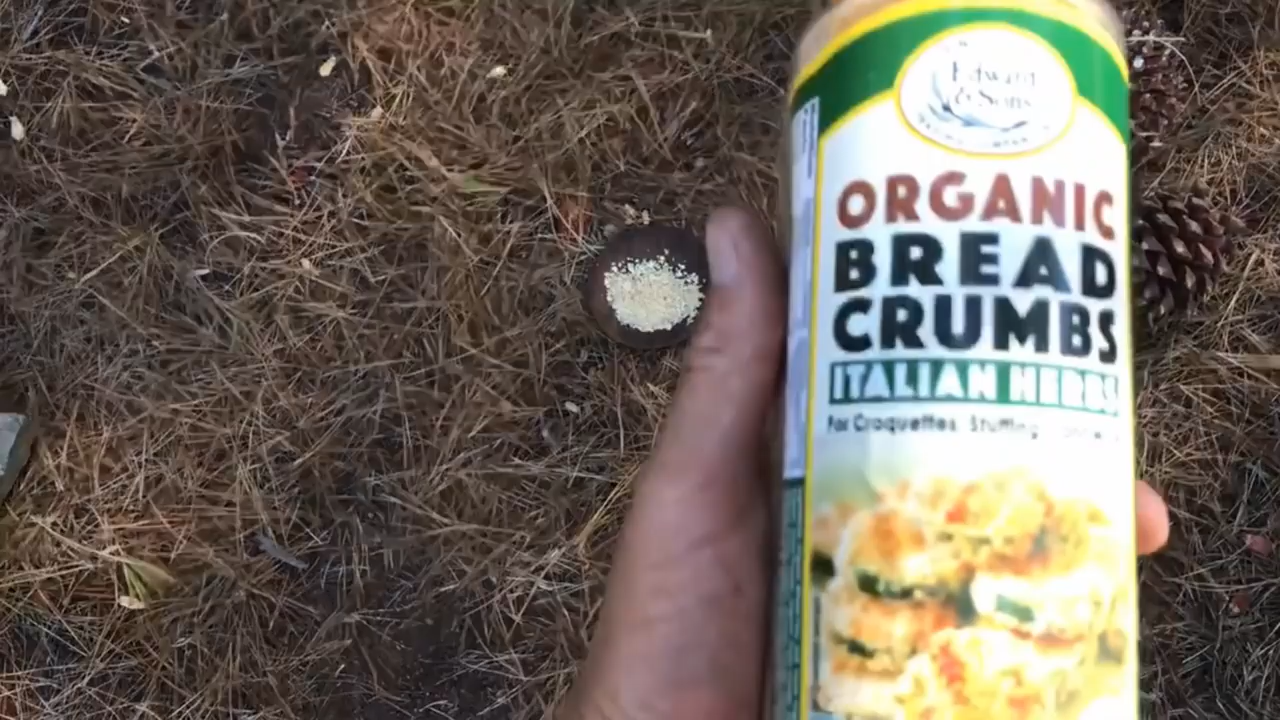 Edward
& Sons
ORGANIC
BREAD
CRUMBS
ITALIAN HERBS
For Croquettes, Stuffing